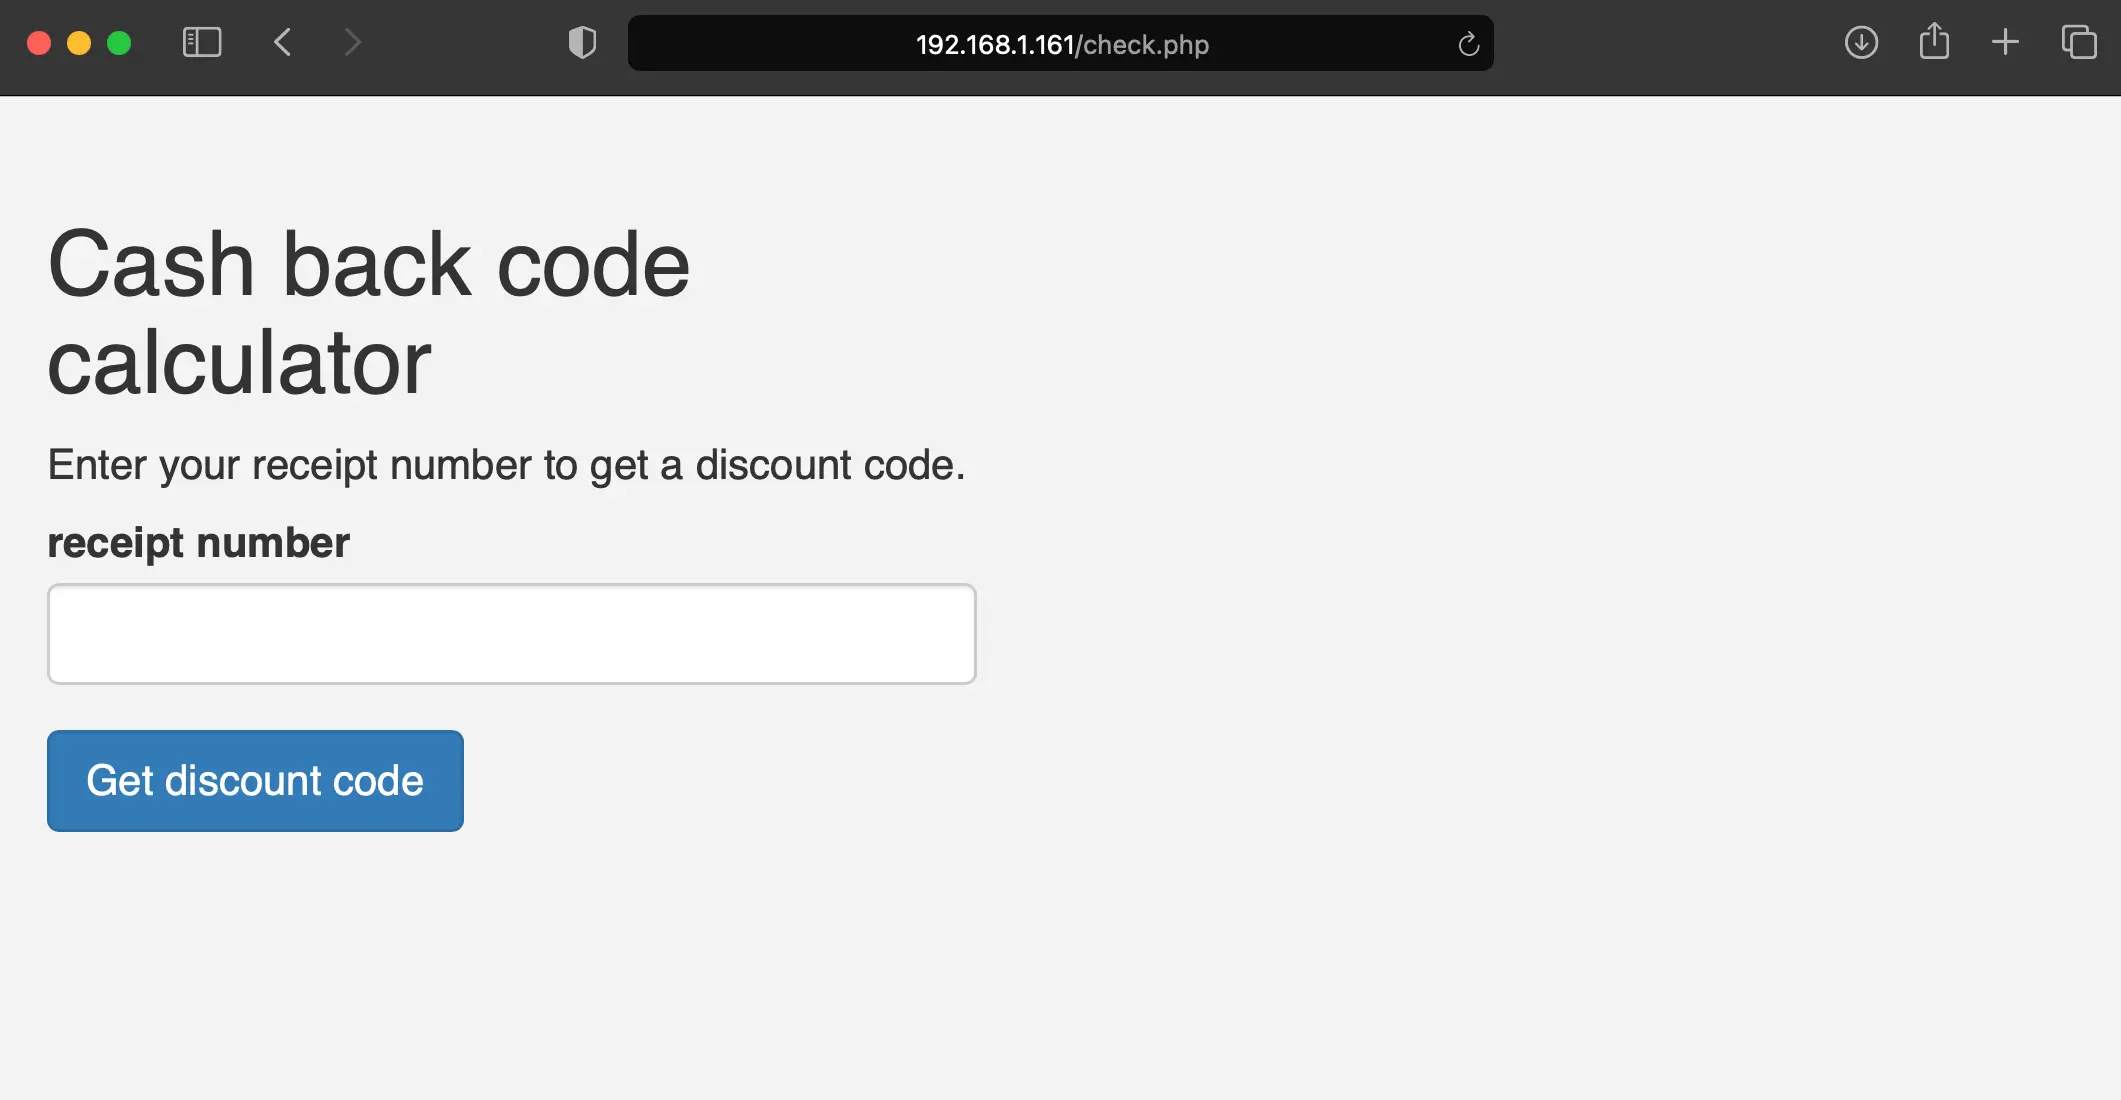 192.168.1.161/check.php
Cash back code
calculator
Enter your receipt number to get a discount code.
receipt number
Get discount code